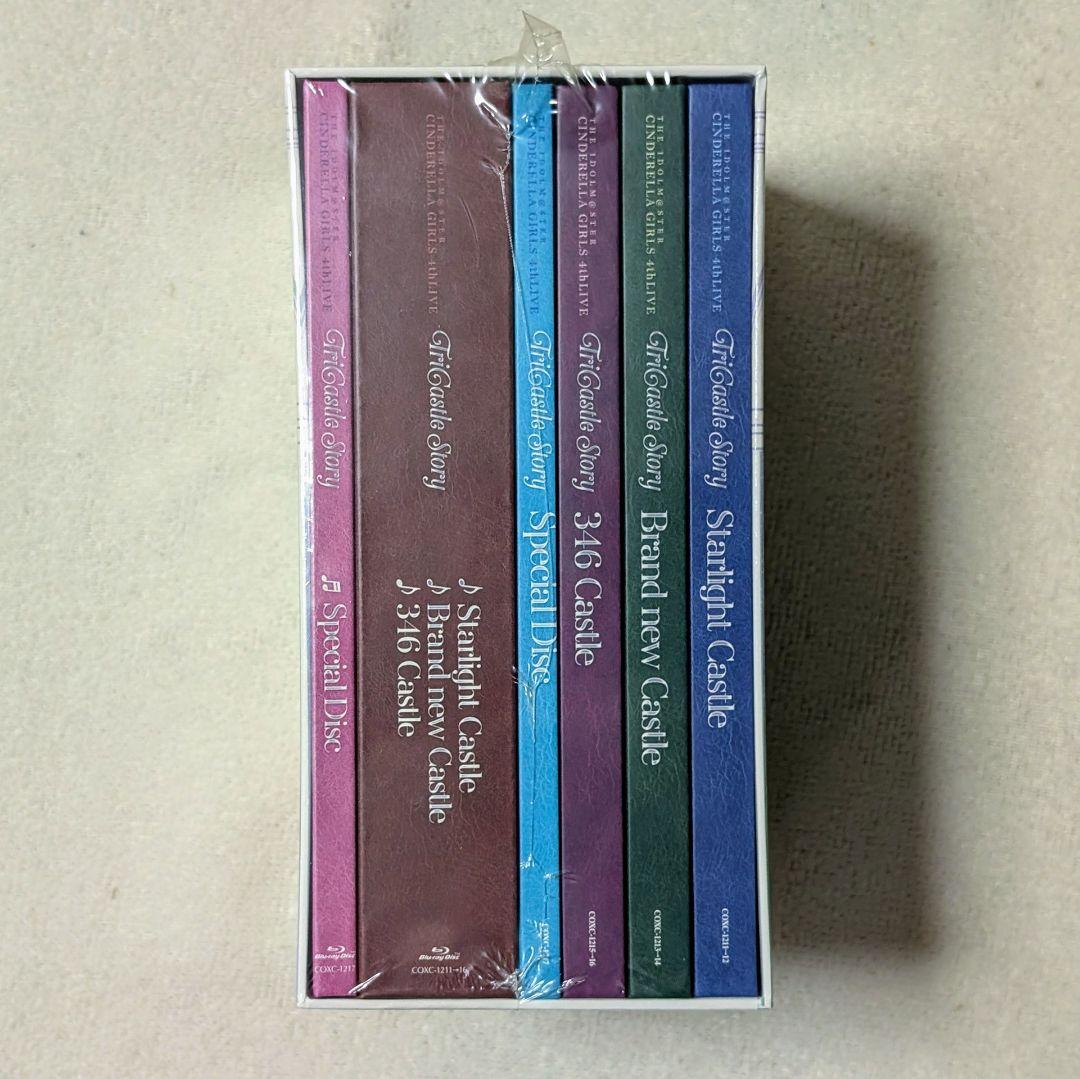 THE IDOLM@STER
CINDERELLA GIRLS 4thLIVE
TriCastle Story
♬ Special Disc
Blu-ray Disc
COXC-1217
THE IDOLM@STER
CINDERELLA GIRLS 4thLIVE
TriCastle Story
♪ Starlight Castle
♪ Brand new Castle
♪ 346 Castle
Blu-ray Disc
COXC-1211→16
THE IDOLM@STER
CINDERELLA GIRLS 4thLIVE
TriCastle Story
Special Disc
THE IDOLM@STER
CINDERELLA GIRLS 4thLIVE
TriCastle Story
346 Castle
COXC-1215→16
THE IDOLM@STER
CINDERELLA GIRLS 4thLIVE
TriCastle Story
Brand new Castle
COXC-1213→14
THE IDOLM@STER
CINDERELLA GIRLS 4thLIVE
TriCastle Story
Starlight Castle
COXC-1211→12